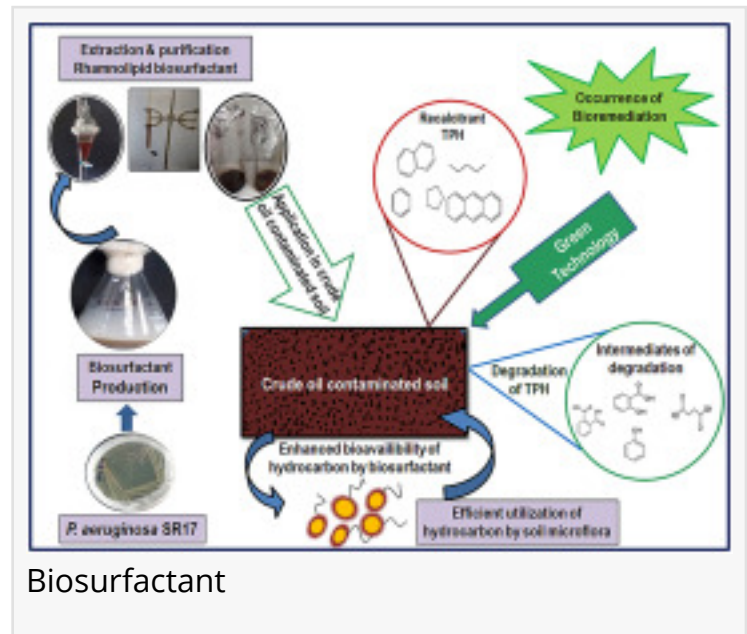 Extraction & purification
Rhamnolipid biosurfactant
Recalcitrant
TPH
Occurrence of
Bioremediation
Application in crude
oil contaminated soil
Green
Technology
Biosurfactant
Production
Crude oil contaminated soil
Degradation
of TPH
Intermediates of
degradation
Enhanced bioavailibility of
hydrocarbon by biosurfactant
P. aeruginosa SR17
Efficient utilization of
hydrocarbon by soil microflora
Biosurfactant